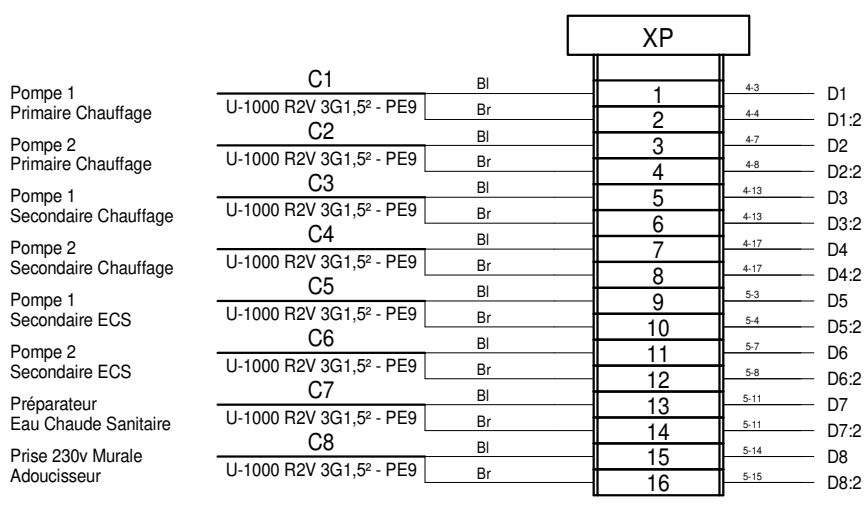 XP
C1 Bl 4-3
Pompe 1 1 D1
U-1000 R2V 3G1,5² - PE9 Br 4-4
Primaire Chauffage 2 D1:2
C2 Bl 4-7
Pompe 2 3 D2
U-1000 R2V 3G1,5² - PE9 Br 4-8
Primaire Chauffage 4 D2:2
C3 Bl 4-13
Pompe 1 5 D3
U-1000 R2V 3G1,5² - PE9 Br 4-13
Secondaire Chauffage 6 D3:2
C4 Bl 4-17
Pompe 2 7 D4
U-1000 R2V 3G1,5² - PE9 Br 4-17
Secondaire Chauffage 8 D4:2
C5 Bl 5-3
Pompe 1 9 D5
U-1000 R2V 3G1,5² - PE9 Br 5-4
Secondaire ECS 10 D5:2
C6 Bl 5-7
Pompe 2 11 D6
U-1000 R2V 3G1,5² - PE9 Br 5-8
Secondaire ECS 12 D6:2
C7 Bl 5-11
Préparateur 13 D7
U-1000 R2V 3G1,5² - PE9 Br 5-11
Eau Chaude Sanitaire 14 D7:2
C8 Bl 5-14
Prise 230v Murale 15 D8
U-1000 R2V 3G1,5² - PE9 Br 5-15
Adoucisseur 16 D8:2